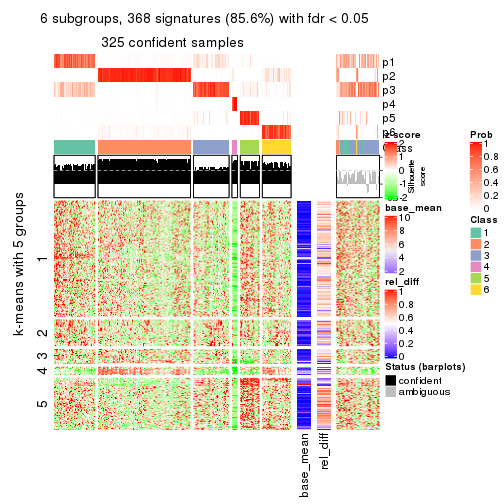 6 subgroups, 368 signatures (85.6%) with fdr < 0.05
325 confident samples
p1
p2
p3
p4
p5
p6
z-score
2
-2
Class
Silhouette
score
base_mean
10
8
6
4
2
rel_diff
1
0.8
0.6
0.4
0.2
0
Status (barplots)
confident
ambiguous
Prob
1
0.8
0.6
0.4
0.2
0
Class
1
2
3
4
5
6
k-means with 5 groups
1
2
3
4
5
base_mean
rel_diff